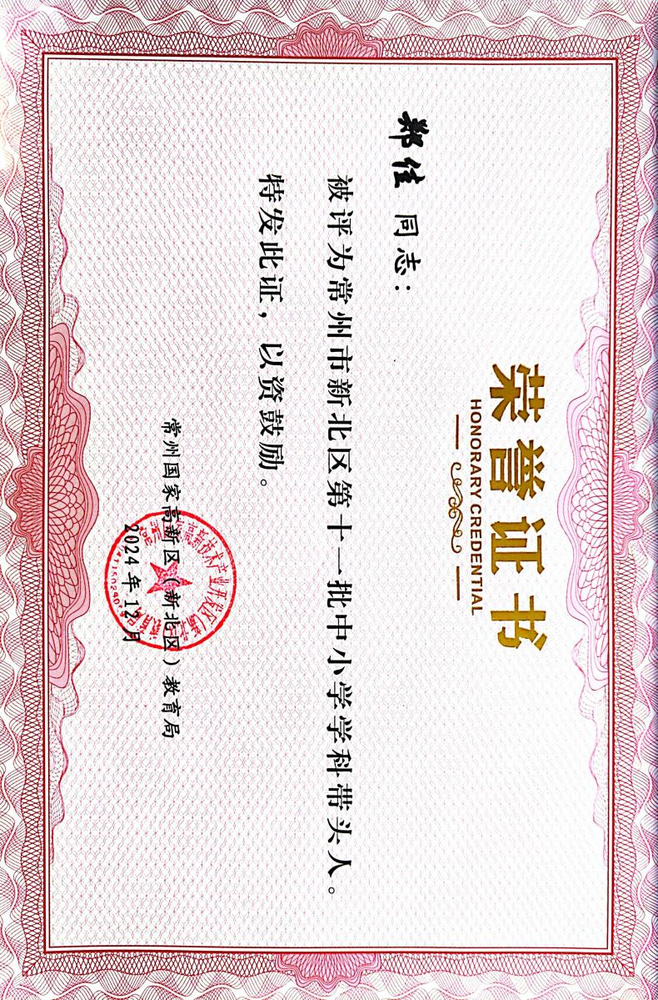 荣誉证书
HONORARY CREDENTIAL
郑佳 同志：
被评为常州市新北区第十一批中小学学科带头人。
特发此证，以资鼓励。
常州国家高新区（新北区）教育局
2024年12月